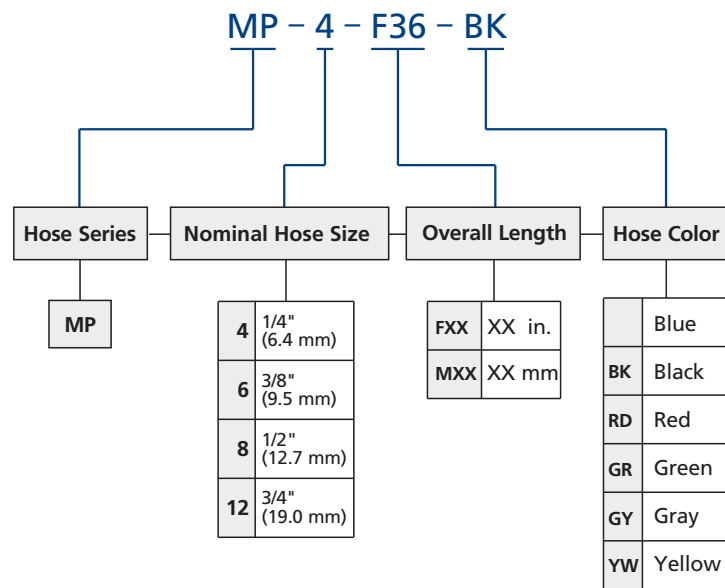 MP – 4 – F36 – BK
Hose Series
Nominal Hose Size
Overall Length
Hose Color
MP
4 1/4"
(6.4 mm)
6 3/8"
(9.5 mm)
8 1/2"
(12.7 mm)
12 3/4"
(19.0 mm)
FXX XX in.
MXX XX mm
Blue
BK Black
RD Red
GR Green
GY Gray
YW Yellow